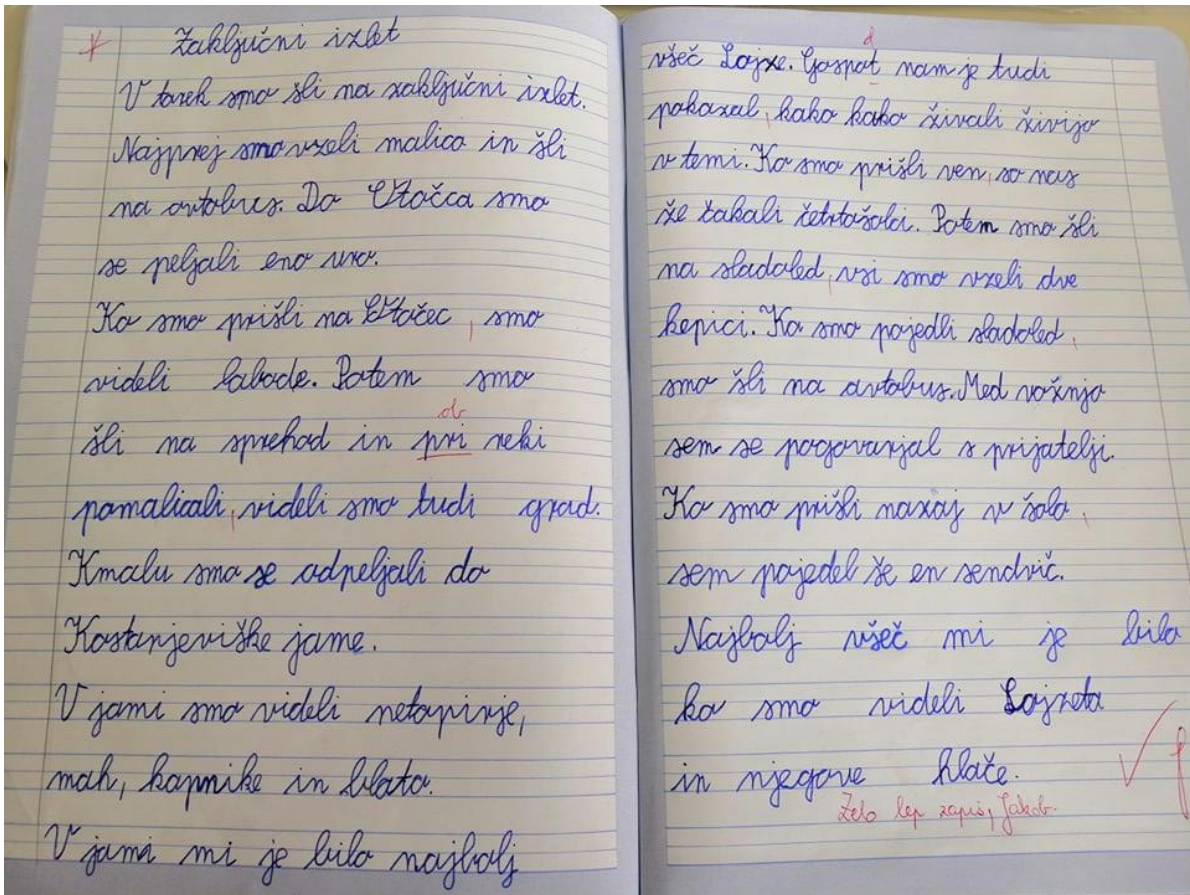 Zaključni izlet
V torek smo šli na zaključni izlet.
Najprej smo vzeli malico in šli
na avtobus. Do Otočca smo
se peljali eno uro.
Ko smo prišli na Otočec, smo
videli labode. Potem smo
ob
šli na sprehod in pri reki
pomalicali, videli smo tudi grad.
Kmalu smo se odpeljali do
Kostanjeviške jame.
V jami smo videli netopirje,
mah, kapnike in blato.
V jami mi je bilo najbolj
d
všeč Lojze. Gospot nam je tudi
pokazal, kako kako živali živijo
v temi. Ko smo prišli ven, so nas
že čakali četrtošolci. Potem smo šli
na sladoled, vsi smo vzeli dve
kepici. Ko smo pojedli sladoled,
smo šli na avtobus. Med vožnjo
sem se pogovarjal s prijatelji.
Ko smo prišli nazaj v šolo,
sem pojedel še en sendvič.
Najbolj všeč mi je bilo
ko smo videli Lojzeta
in njegove hlače.
Zelo lep zapis, Jakob.